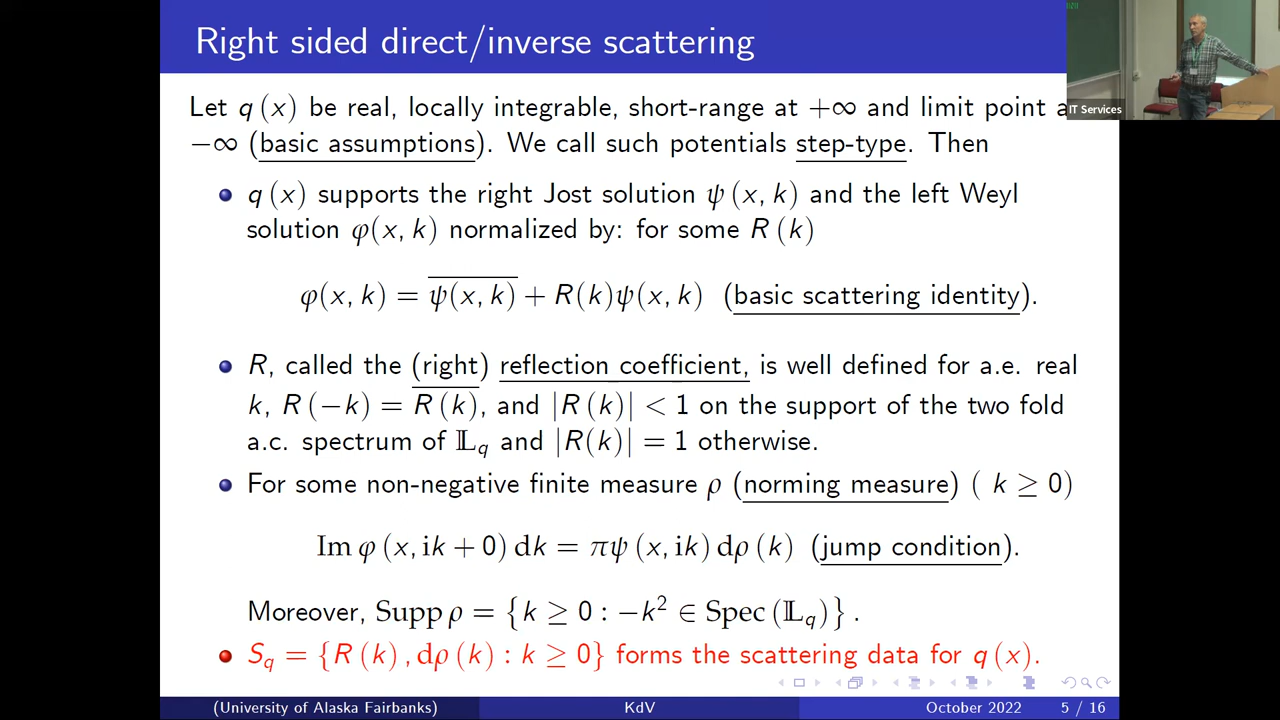 Right sided direct/inverse scattering
Let q (x) be real, locally integrable, short-range at +∞ and limit point a
−∞ (basic assumptions). We call such potentials step-type. Then
q (x) supports the right Jost solution ψ (x, k) and the left Weyl
solution φ(x, k) normalized by: for some R (k)
φ(x, k) = \overline{ψ(x, k)} + R(k)ψ(x, k) (basic scattering identity).
R, called the (right) reflection coefficient, is well defined for a.e. real
k, R (−k) = \overline{R (k)}, and |R (k)| < 1 on the support of the two fold
a.c. spectrum of 𝕃_q and |R(k)| = 1 otherwise.
For some non-negative finite measure ρ (norming measure) ( k ≥ 0)
Im φ (x, ik + 0) dk = πψ (x, ik) dρ (k) (jump condition).
Moreover, Supp ρ = {k ≥ 0 : −k² ∈ Spec (𝕃_q)} .
S_q = {R (k) , dρ (k) : k ≥ 0} forms the scattering data for q (x).
(University of Alaska Fairbanks) KdV October 2022 5 / 16
IT Services